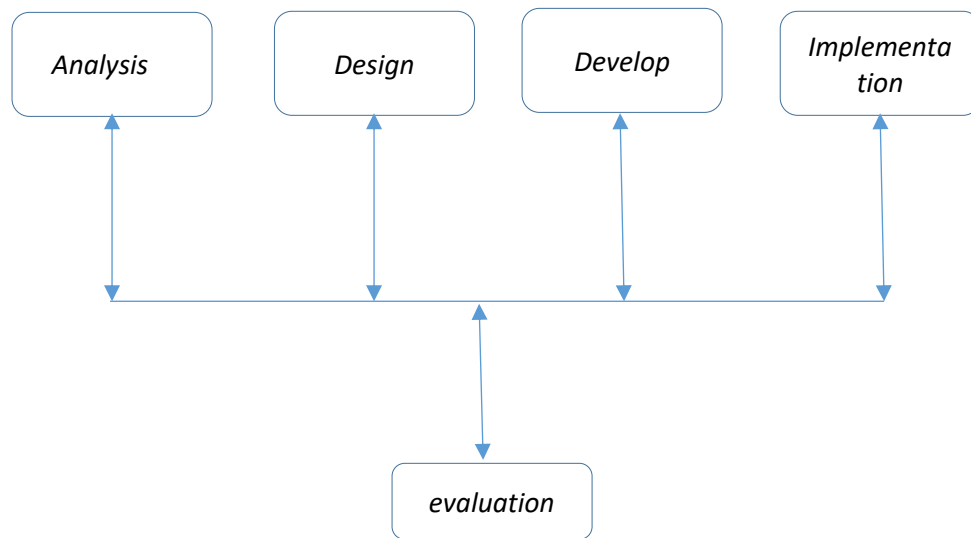 Analysis
Design
Develop
Implementa
tion
evaluation